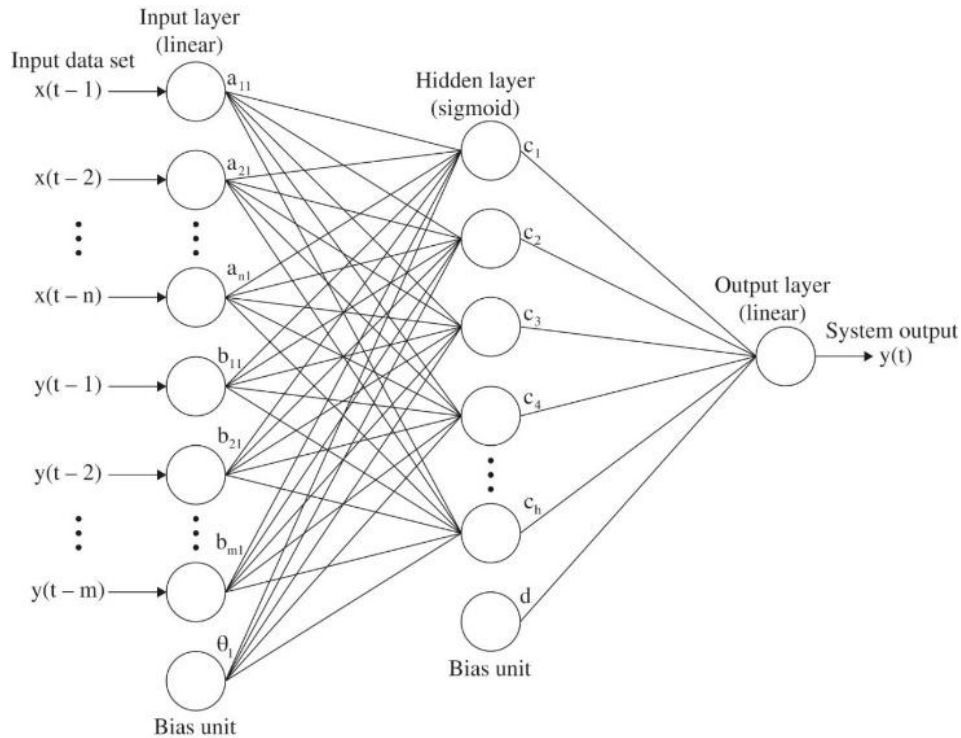 Input layer
(linear)
Input data set
x(t – 1)
a₁₁
Hidden layer
(sigmoid)
c₁
x(t – 2)
a₂₁
c₂
x(t – n)
aₙ₁
Output layer
(linear)
c₃
System output
y(t)
y(t – 1)
b₁₁
c₄
y(t – 2)
b₂₁
cₕ
y(t – m)
bₘ₁
d
θ₁
Bias unit
Bias unit